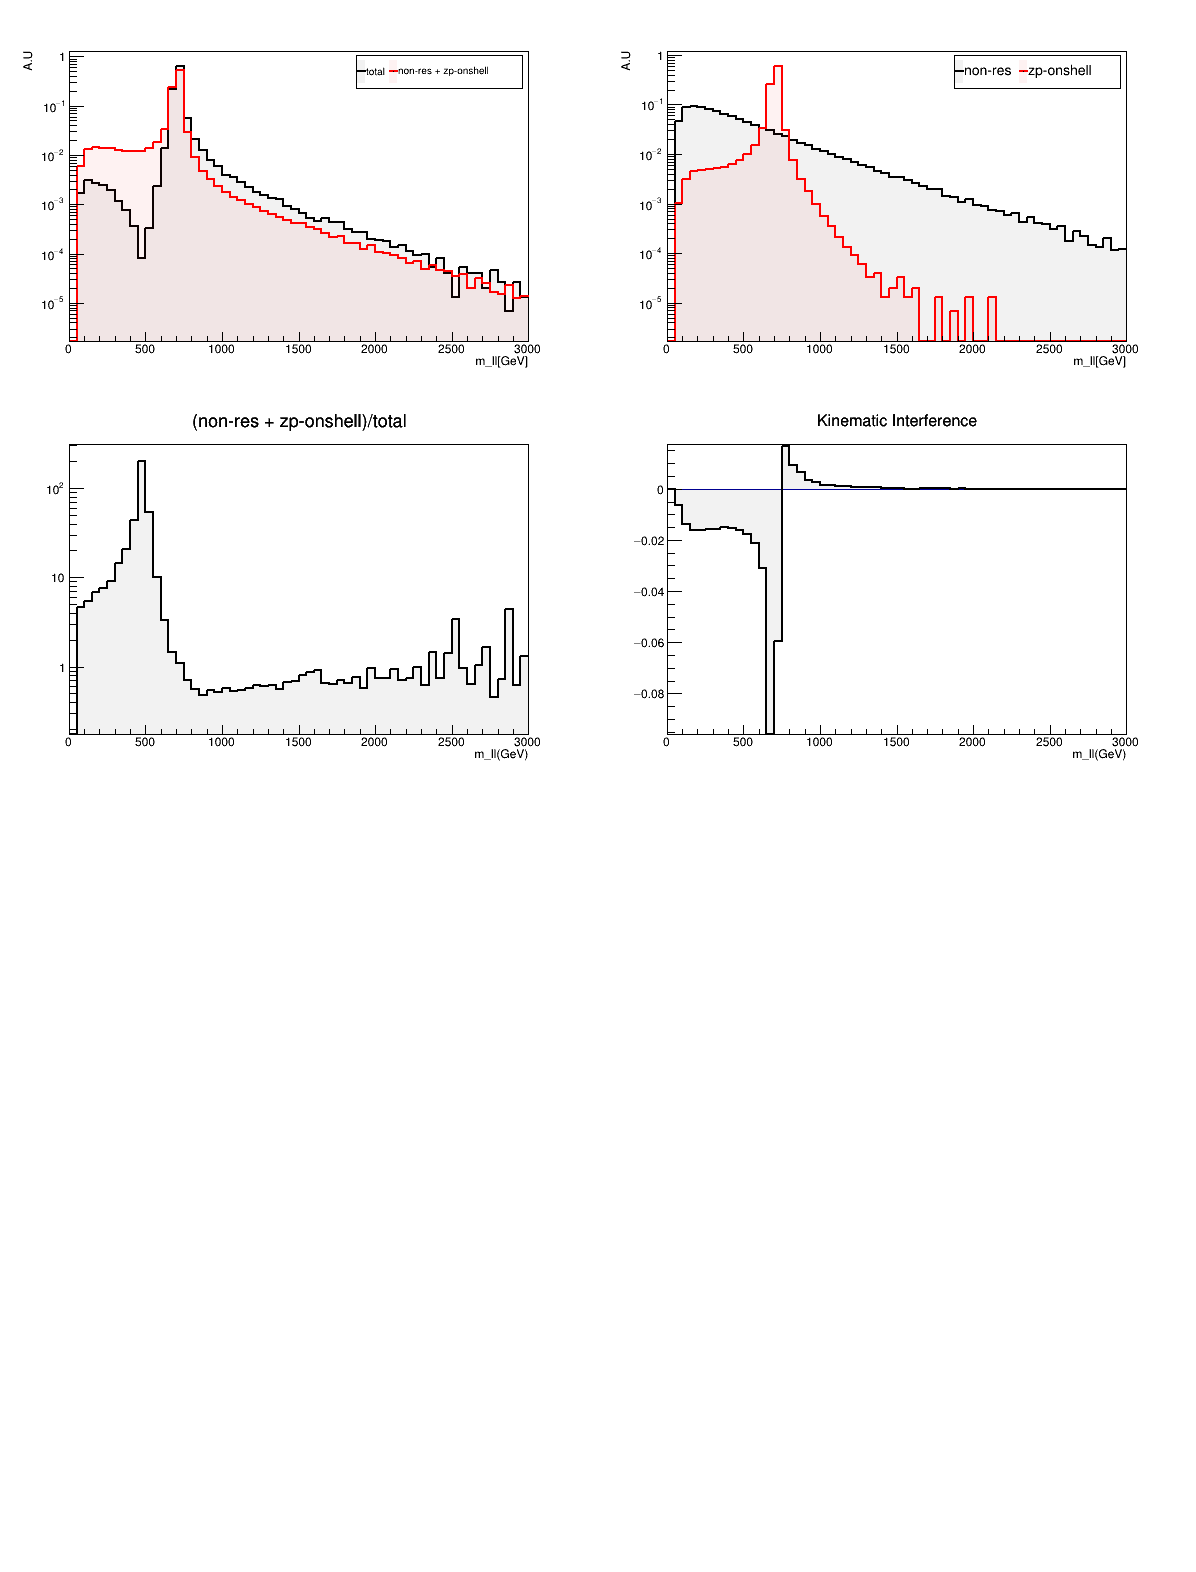 A.U
1
10⁻¹
10⁻²
10⁻³
10⁻⁴
10⁻⁵
total non-res + zp-onshell
0 500 1000 1500 2000 2500 3000
m_ll[GeV]
A.U
1
10⁻¹
10⁻²
10⁻³
10⁻⁴
10⁻⁵
non-res zp-onshell
0 500 1000 1500 2000 2500 3000
m_ll[GeV]
(non-res + zp-onshell)/total
10²
10
1
0 500 1000 1500 2000 2500 3000
m_ll(GeV)
Kinematic Interference
0
−0.02
−0.04
−0.06
−0.08
0 500 1000 1500 2000 2500 3000
m_ll(GeV)